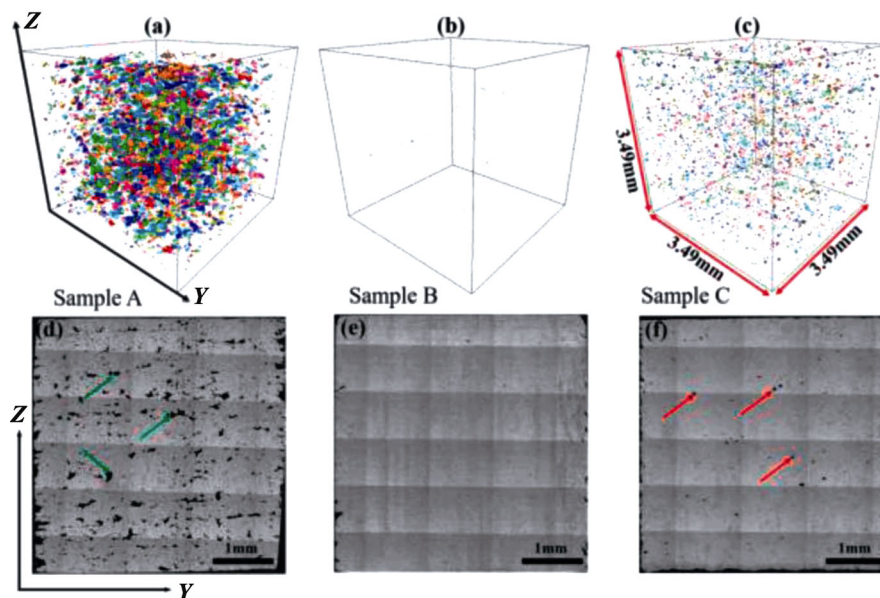 Z
(a)
(b)
(c)
3.49mm
3.49mm
3.49mm
Y
Sample A
Sample B
Sample C
(d)
(e)
(f)
Z
1mm
1mm
1mm
Y